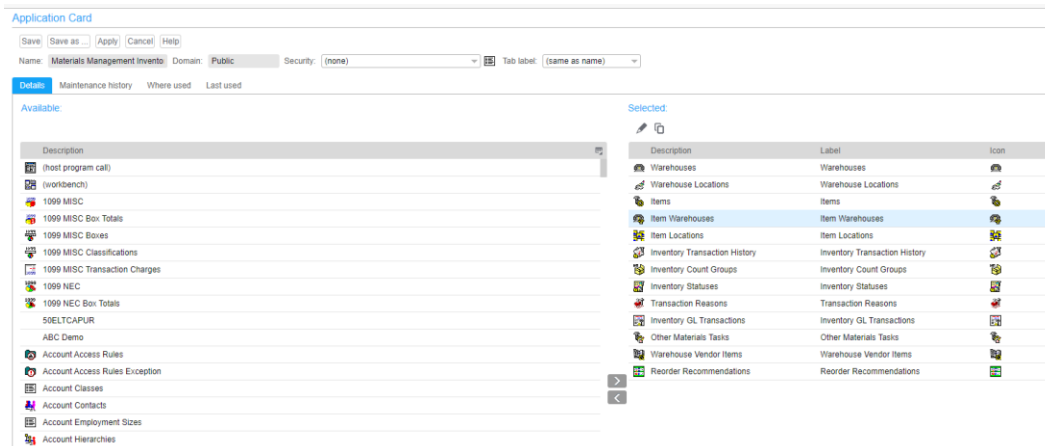 Application Card
Save Save as ... Apply Cancel Help
Name: Materials Management Invento Domain: Public Security: (none) Tab label: (same as name)
Details Maintenance history Where used Last used
Available:
Description
(host program call)
(workbench)
1099 MISC
1099 MISC Box Totals
1099 MISC Boxes
1099 MISC Classifications
1099 MISC Transaction Charges
1099 NEC
1099 NEC Box Totals
50ELTCAPUR
ABC Demo
Account Access Rules
Account Access Rules Exception
Account Classes
Account Contacts
Account Employment Sizes
Account Hierarchies
Selected:
Description Label Icon
Warehouses Warehouses
Warehouse Locations Warehouse Locations
Items Items
Item Warehouses Item Warehouses
Item Locations Item Locations
Inventory Transaction History Inventory Transaction History
Inventory Count Groups Inventory Count Groups
Inventory Statuses Inventory Statuses
Transaction Reasons Transaction Reasons
Inventory GL Transactions Inventory GL Transactions
Other Materials Tasks Other Materials Tasks
Warehouse Vendor Items Warehouse Vendor Items
Reorder Recommendations Reorder Recommendations